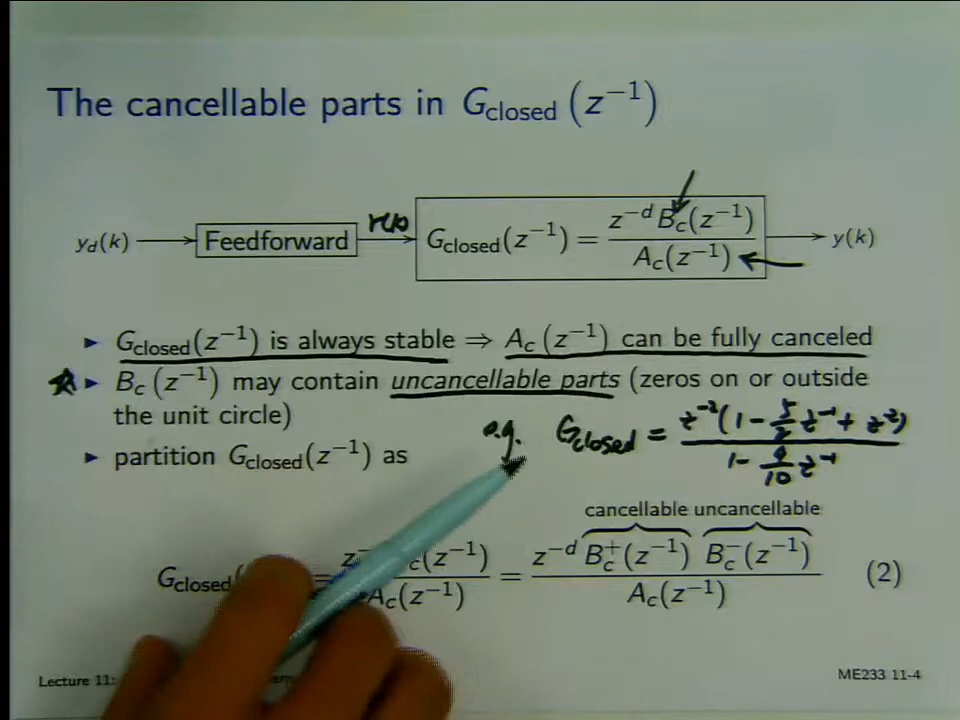 The cancellable parts in G_closed (z^{-1})
y_d(k) Feedforward r(k) G_closed(z^{-1}) = z^{-d} B_c(z^{-1}) / A_c(z^{-1}) y(k)
► G_closed(z^{-1}) is always stable ⇒ A_c (z^{-1}) can be fully canceled
► B_c (z^{-1}) may contain uncancellable parts (zeros on or outside
the unit circle)
e.g. G_closed = z^{-2}(1 - 5/2 z^{-1} + z^{-2}) / 1 - 9/10 z^{-1}
► partition G_closed(z^{-1}) as
cancellable uncancellable
G_closed = c(z^{-1}) / A_c(z^{-1}) = z^{-d} B_c^+(z^{-1}) B_c^-(z^{-1}) / A_c(z^{-1}) (2)
Lecture 11:
ME233 11-4